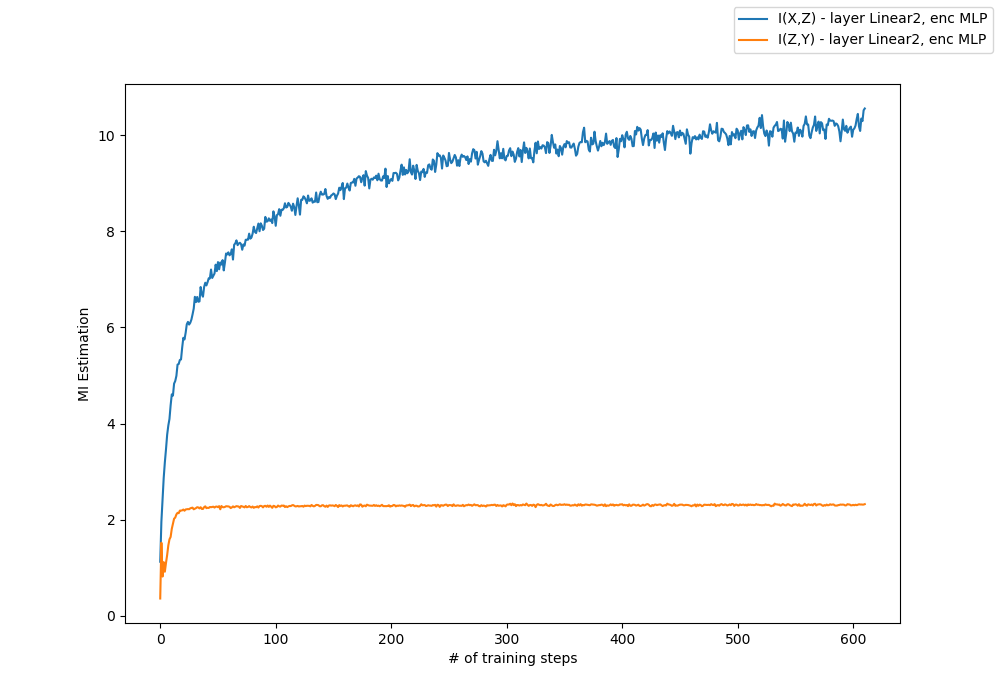 I(X,Z) - layer Linear2, enc MLP
I(Z,Y) - layer Linear2, enc MLP
10
8
6
4
2
0
MI Estimation
0 100 200 300 400 500 600
# of training steps